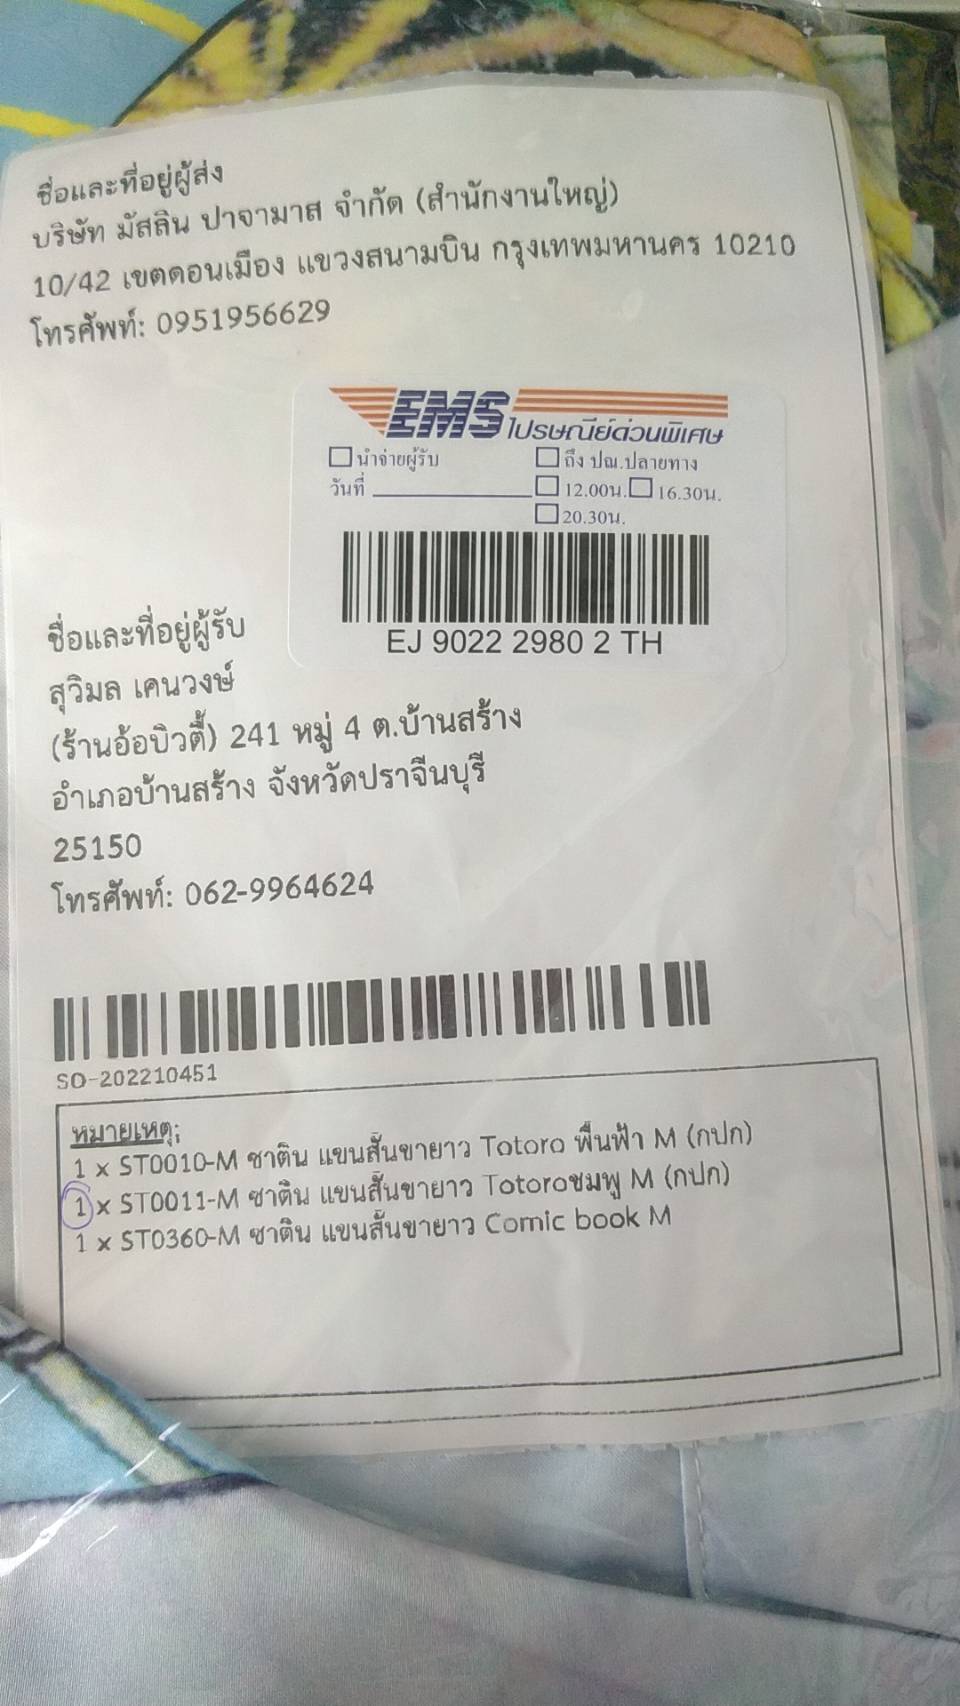 ชื่อและที่อยู่ผู้ส่ง
บริษัท มัสลิน ปาจามาส จำกัด (สำนักงานใหญ่)
10/42 เขตดอนเมือง แขวงสนามบิน กรุงเทพมหานคร 10210
โทรศัพท์: 0951956629
EMS ไปรษณีย์ด่วนพิเศษ
นำจ่ายผู้รับ ถึง ปณ.ปลายทาง
วันที่ 12.00น. 16.30น.
20.30น.
EJ 9022 2980 2 TH
ชื่อและที่อยู่ผู้รับ
สุวิมล เคนวงษ์
(ร้านอ้อบิวตี้) 241 หมู่ 4 ต.บ้านสร้าง
อำเภอบ้านสร้าง จังหวัดปราจีนบุรี
25150
โทรศัพท์: 062-9964624
SO-202210451
หมายเหตุ:
1 x ST0010-M ซาติน แขนสั้นขายาว Totoro พื้นฟ้า M (กปก)
1 x ST0011-M ซาติน แขนสั้นขายาว Totoroชมพู M (กปก)
1 x ST0360-M ซาติน แขนสั้นขายาว Comic book M